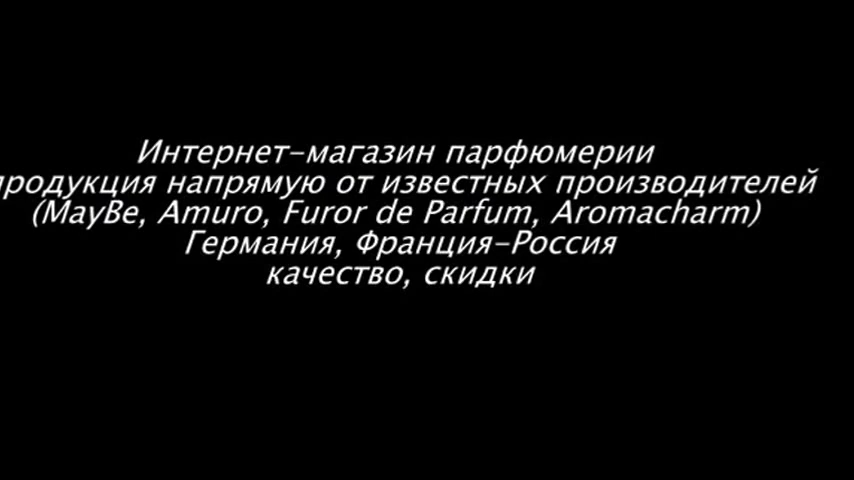 Интернет-магазин парфюмерии
продукция напрямую от известных производителей
(MayBe, Amuro, Furor de Parfum, Aromacharm)
Германия, Франция-Россия
качество, скидки